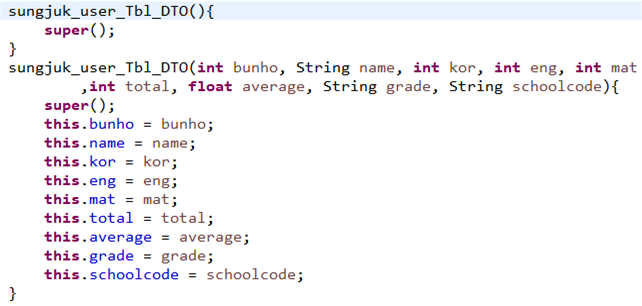 sungjuk_user_Tbl_DTO(){
super();
}
sungjuk_user_Tbl_DTO(int bunho, String name, int kor, int eng, int mat
,int total, float average, String grade, String schoolcode){
super();
this.bunho = bunho;
this.name = name;
this.kor = kor;
this.eng = eng;
this.mat = mat;
this.total = total;
this.average = average;
this.grade = grade;
this.schoolcode = schoolcode;
}